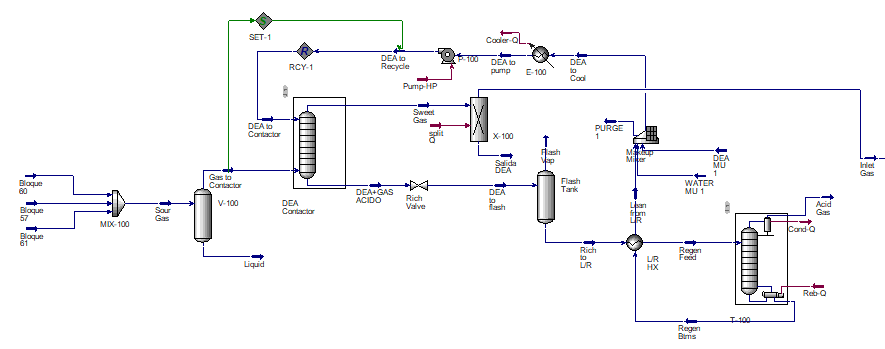 SET-1
Cooler-Q
RCY-1
DEA to
Recycle
P-100
DEA to
pump
E-100
DEA
to
Cool
Pump-HP
DEA to
Contactor
Sweet
Gas
split
Q
X-100
PURGE
1
Makeup
Mixer
DEA
MU
1
Flash
Vap
Inlet
Gas
Salida
DEA
Bloque
60
Gas to
Contactor
WATER
MU 1
Bloque
57
Sour
Gas
V-100
DEA
Contactor
DEA+GAS
ACIDO
Rich
Valve
DEA
to
flash
Flash
Tank
Lean
from
L/R
Acid
Gas
Cond-Q
Bloque
61
MIX-100
Liquid
Rich
to
L/R
L/R
HX
Regen
Feed
Reb-Q
T-100
Regen
Btms